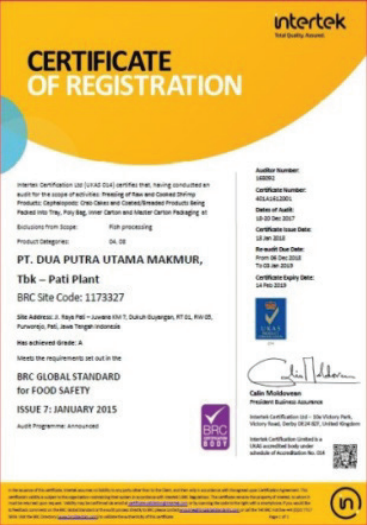 intertek
Total Quality. Assured.
CERTIFICATE
OF REGISTRATION
Intertek Certification Ltd (UKAS 014) certifies that, having conducted an
audit for the scope of activities: Freezing of Raw and Cooked Shrimp
Products; Cephalopods; Crab Cakes and Coated/Breaded Products Being
Packed into Tray, Poly Bag, Inner Carton and Master Carton Packaging at
Exclusions from Scope: Fish processing
Product Categories: 04, 08
PT. DUA PUTRA UTAMA MAKMUR,
Tbk – Pati Plant
BRC Site Code: 1173327
Site Address: Jl. Raya Pati – Juwana KM 7, Dukuh Guyangan, RT 01, RW 03,
Purworejo, Pati, Jawa Tengah Indonesia
Has achieved Grade: A
Meets the requirements set out in the
BRC GLOBAL STANDARD
for FOOD SAFETY
ISSUE 7: JANUARY 2015
Audit Programme: Announced
BRC
CERTIFICATION
BODY
Auditor Number:
Certificate Number:
Dates of Audit:
18-20 Dec 2017
Certificate Issue Date:
Re-audit Due Date:
From 06 Dec 2018
To 03 Jan 2019
Certificate Expiry Date:
14 Feb 2019
UKAS
Calin Moldovean
President Business Assurance
Intertek Certification Ltd – Site Victory Park,
Victory Road, Derby DE24 8ZF, United Kingdom
Intertek Certification Limited is a
UKAS accredited body under
schedule of Accreditation No. 014